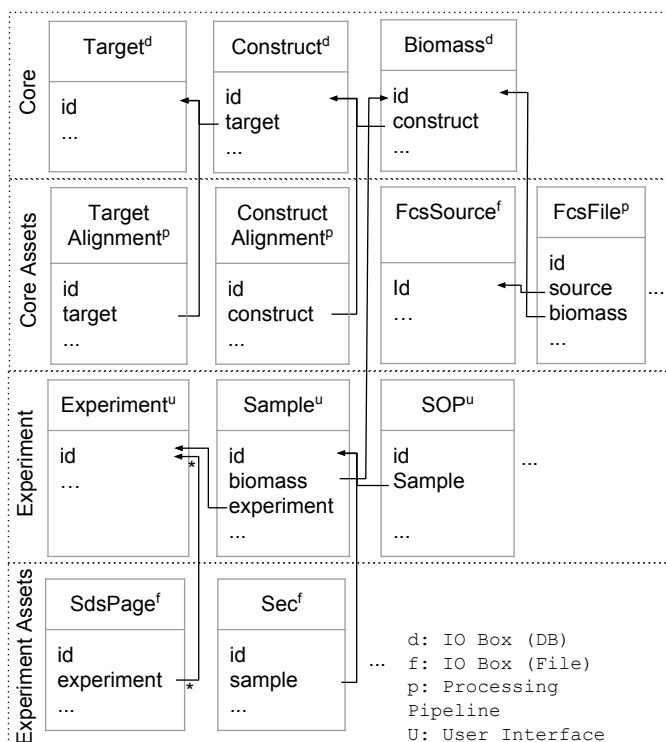 Core
Target^d
id
...
Construct^d
id
target
...
Biomass^d
id
construct
...
Core Assets
Target
Alignment^p
id
target
...
Construct
Alignment^p
id
construct
...
FcsSource^f
Id
...
FcsFile^p
id
source
biomass
...
...
Experiment
Experiment^u
id
...
*
Sample^u
id
biomass
experiment
...
SOP^u
id
Sample
...
...
Experiment Assets
SdsPage^f
id
experiment
*
...
Sec^f
id
sample
...
...
d: IO Box (DB)
f: IO Box (File)
p: Processing
Pipeline
U: User Interface